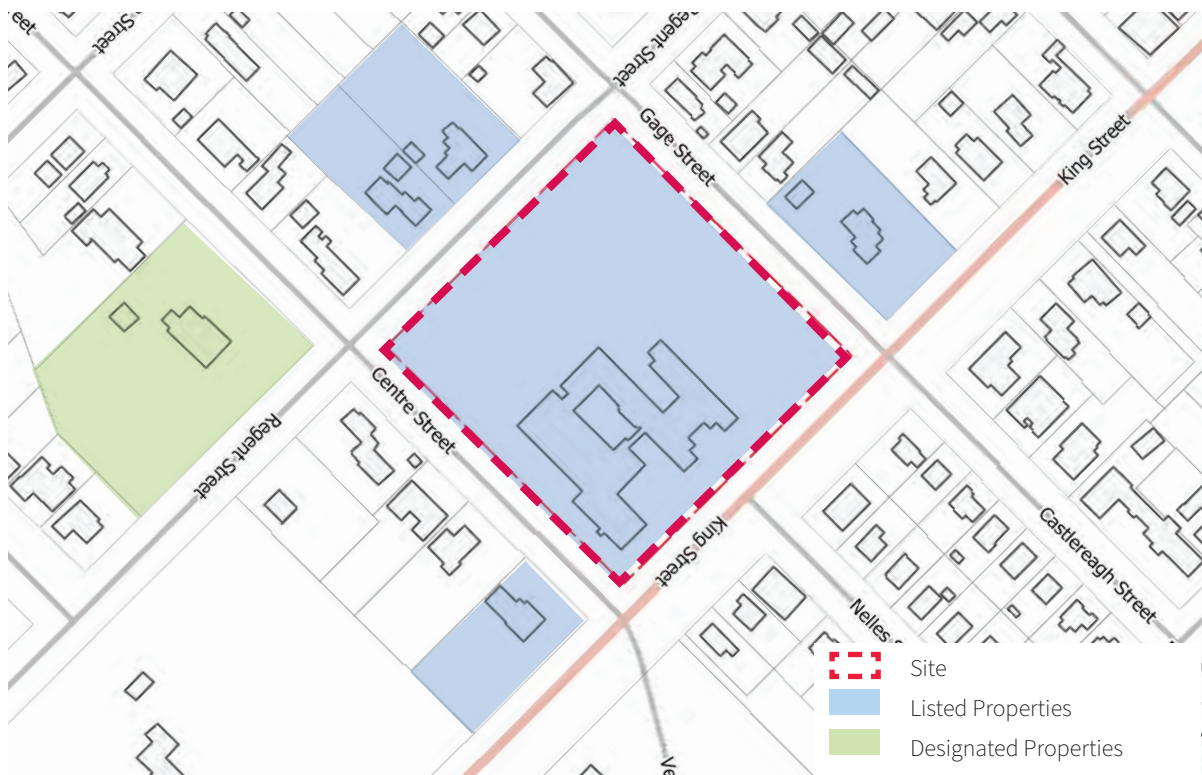 Regent Street
Gage Street
King Street
Centre Street
Regent Street
King Street
Castlereagh Street
Nelles
Site
Listed Properties
Designated Properties